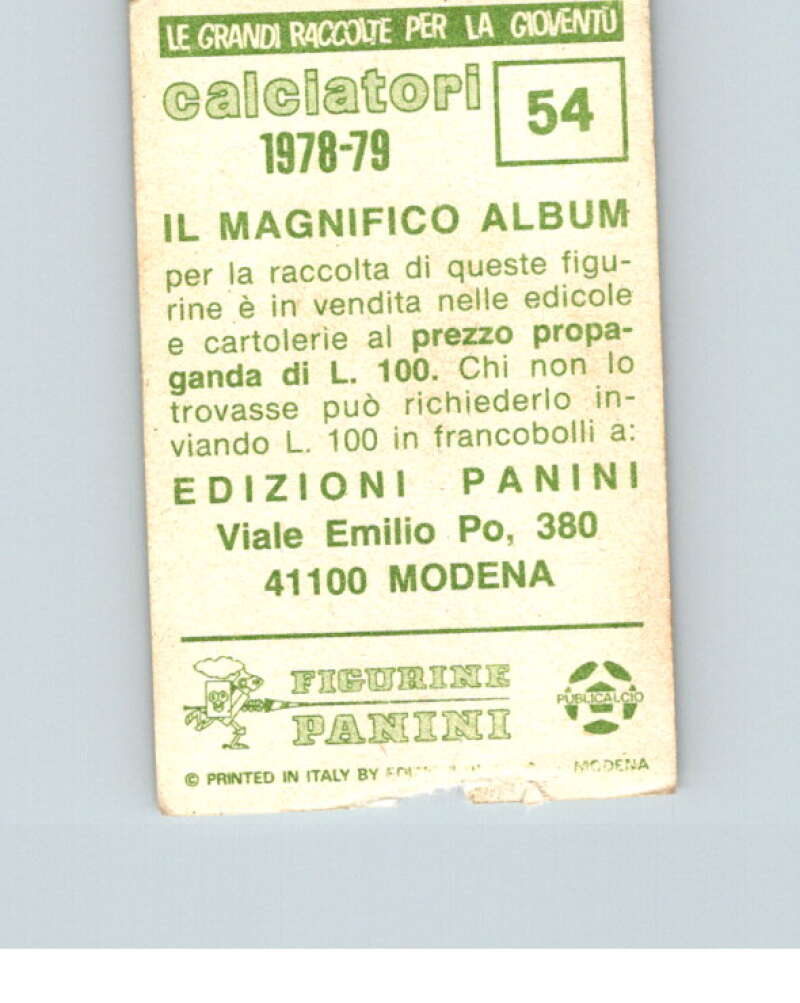 LE GRANDI RACCOLTE PER LA GIOVENTÙ
calciatori
1978-79
54
IL MAGNIFICO ALBUM
per la raccolta di queste figu-
rine è in vendita nelle edicole
e cartolerie al prezzo propa-
ganda di L. 100. Chi non lo
trovasse può richiederlo in-
viando L. 100 in francobolli a:
EDIZIONI PANINI
Viale Emilio Po, 380
41100 MODENA
FIGURINE
PANINI
PUBLICALCIO
© PRINTED IN ITALY BY MODENA